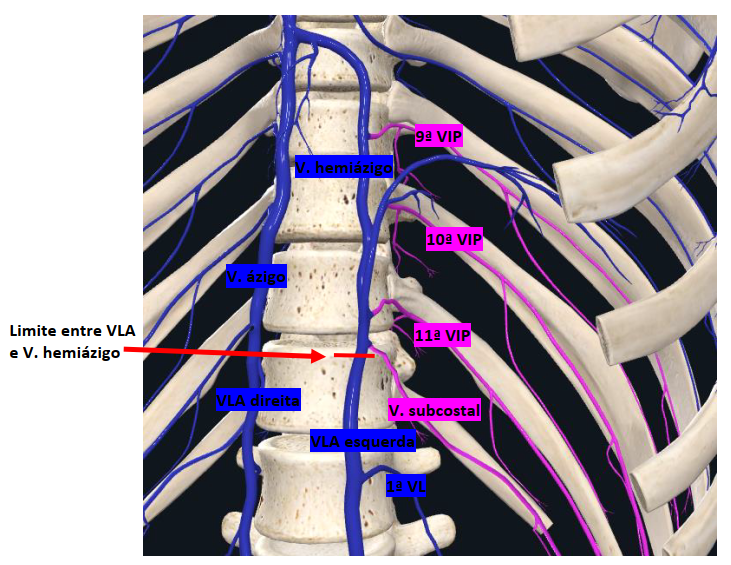 9ª VIP
V. hemiázigo
10ª VIP
V. ázigo
Limite entre VLA
e V. hemiázigo
11ª VIP
VLA direita
V. subcostal
VLA esquerda
1ª VL